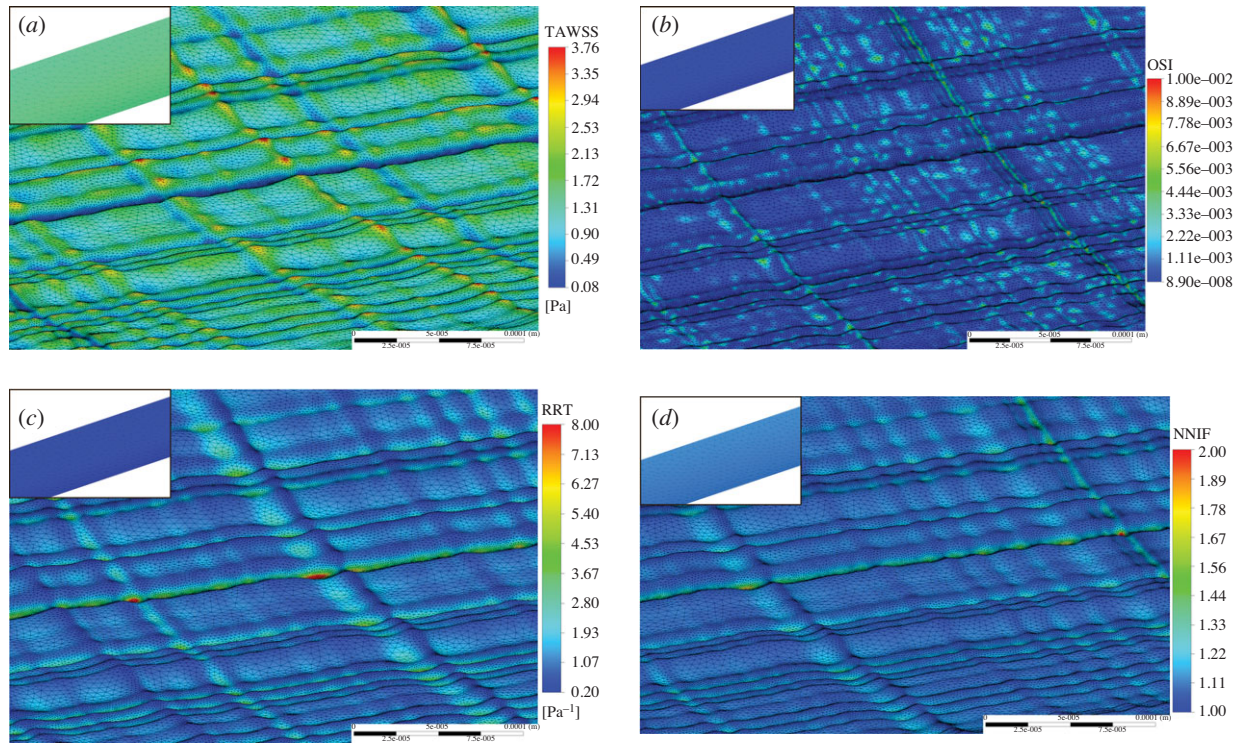 (a)
TAWSS
3.76
3.35
2.94
2.53
2.13
1.72
1.31
0.90
0.49
0.08
[Pa]
0 5e-005 0.0001 (m)
2.5e-005 7.5e-005
(b)
OSI
1.00e–002
8.89e–003
7.78e–003
6.67e–003
5.56e–003
4.44e–003
3.33e–003
2.22e–003
1.11e–003
8.90e–008
0 5e-005 0.0001 (m)
2.5e-005 7.5e-005
(c)
RRT
8.00
7.13
6.27
5.40
4.53
3.67
2.80
1.93
1.07
0.20
[Pa⁻¹]
0 5e-005 0.0001 (m)
2.5e-005 7.5e-005
(d)
NNIF
2.00
1.89
1.78
1.67
1.56
1.44
1.33
1.22
1.11
1.00
0 5e-005 0.0001 (m)
2.5e-005 7.5e-005